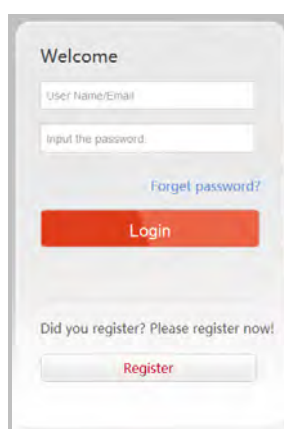 Welcome
User Name/Email
Input the password.
Forget password?
Login
Did you register? Please register now!
Register